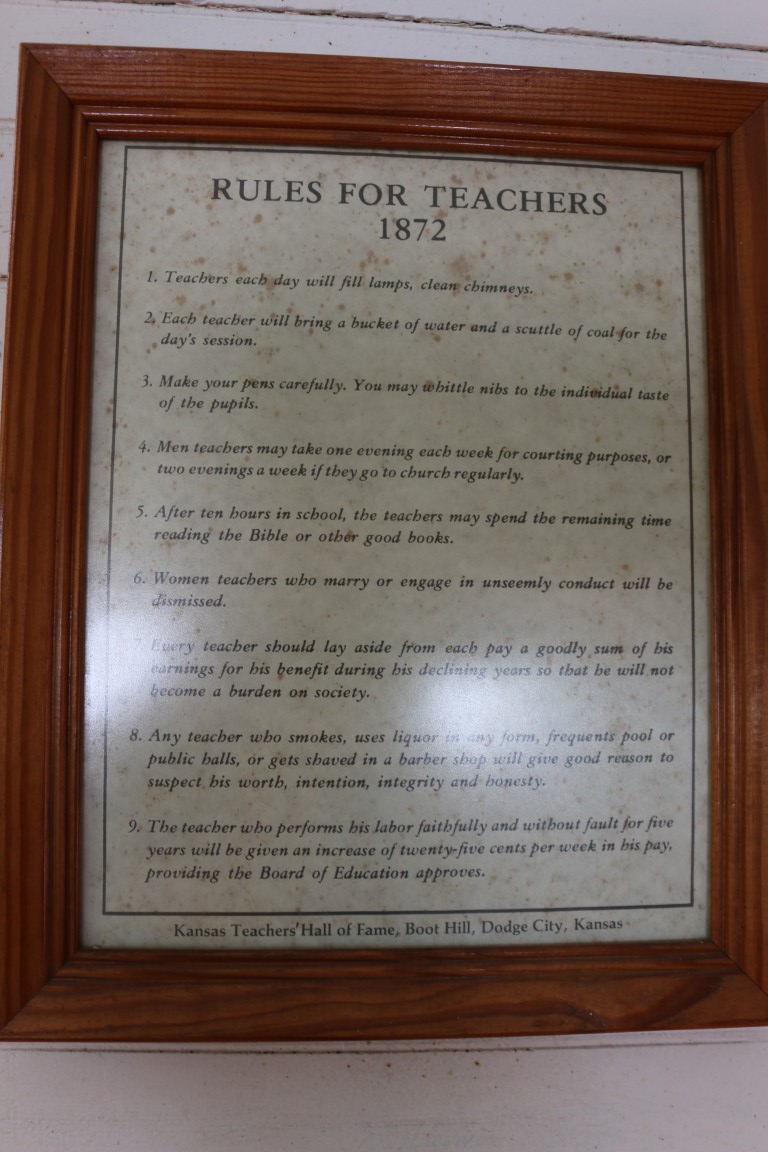 RULES FOR TEACHERS
1872
1. Teachers each day will fill lamps, clean chimneys.
2. Each teacher will bring a bucket of water and a scuttle of coal for the
day's session.
3. Make your pens carefully. You may whittle nibs to the individual taste
of the pupils.
4. Men teachers may take one evening each week for courting purposes, or
two evenings a week if they go to church regularly.
5. After ten hours in school, the teachers may spend the remaining time
reading the Bible or other good books.
6. Women teachers who marry or engage in unseemly conduct will be
dismissed.
7. Every teacher should lay aside from each pay a goodly sum of his
earnings for his benefit during his declining years so that he will not
become a burden on society.
8. Any teacher who smokes, uses liquor in any form, frequents pool or
public halls, or gets shaved in a barber shop will give good reason to
suspect his worth, intention, integrity and honesty.
9. The teacher who performs his labor faithfully and without fault for five
years will be given an increase of twenty-five cents per week in his pay,
providing the Board of Education approves.
Kansas Teachers' Hall of Fame, Boot Hill, Dodge City, Kansas